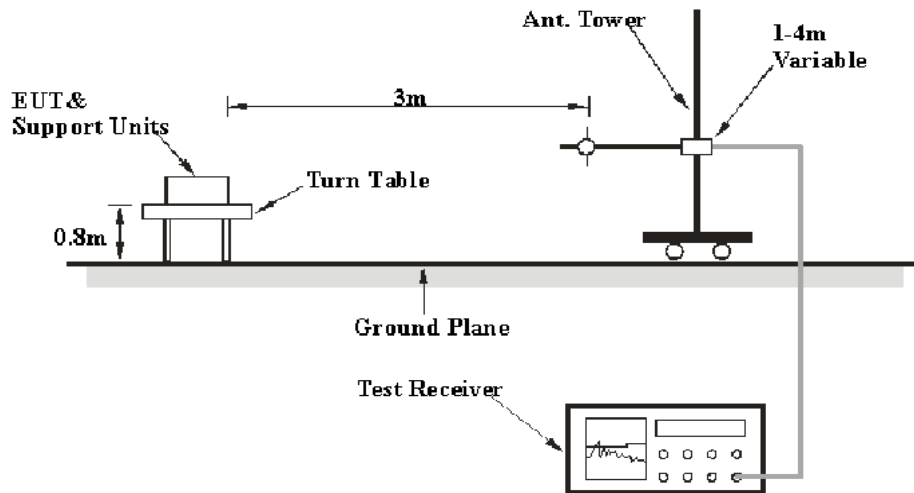 Ant. Tower
1-4m
Variable
3m
EUT&
Support Units
Turn Table
0.8m
Ground Plane
Test Receiver